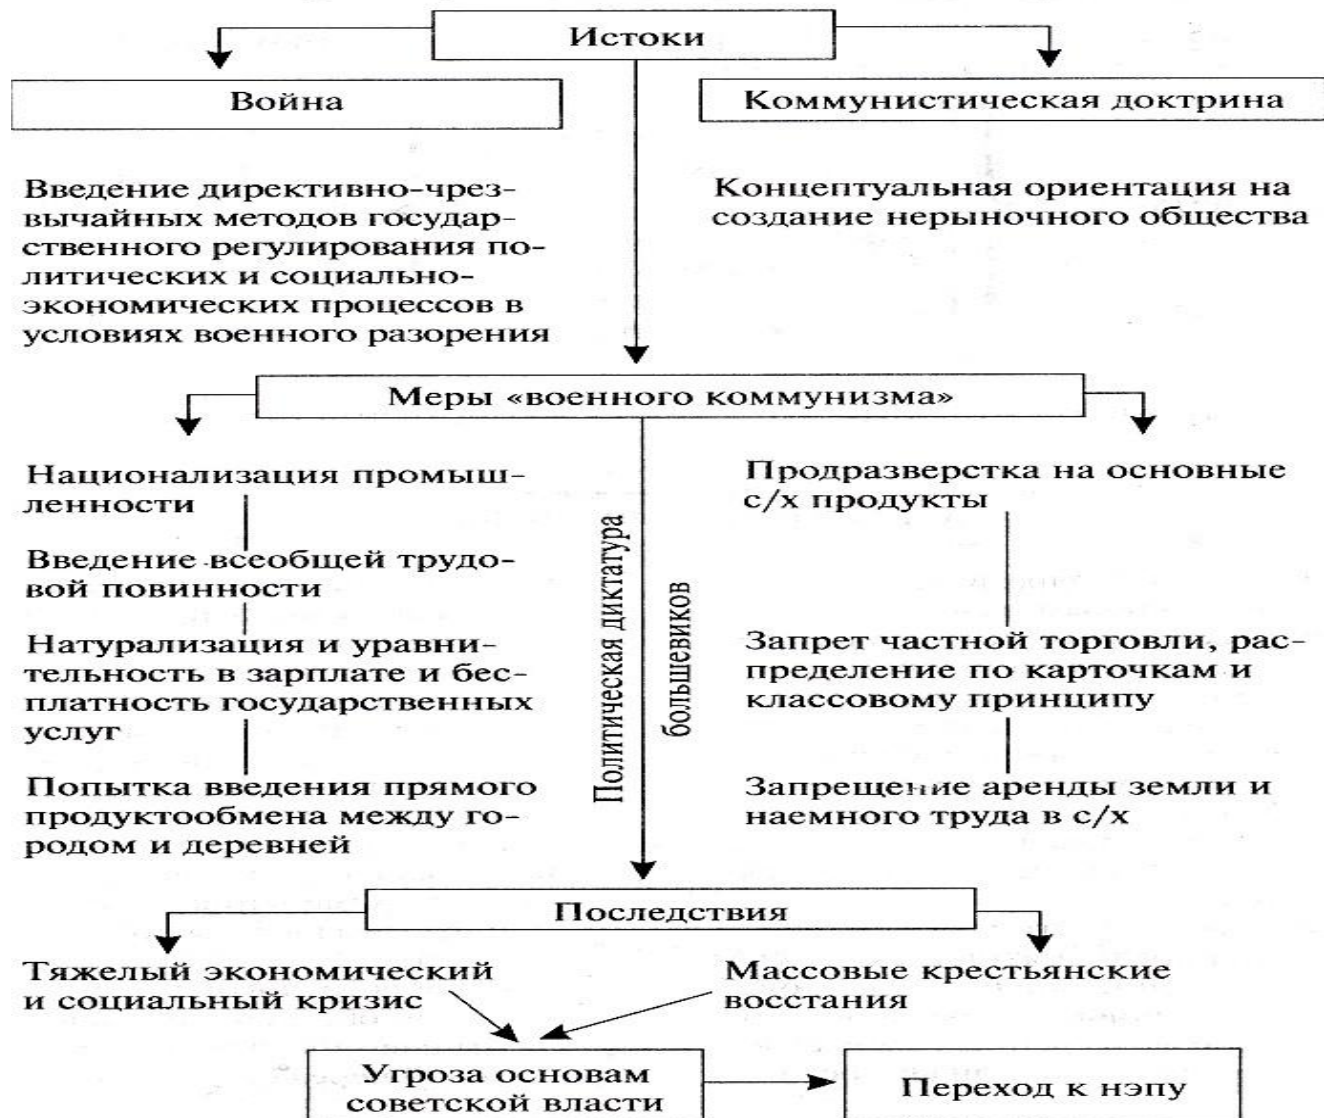 Истоки
Война
Коммунистическая доктрина
Введение директивно-чрез-
вычайных методов государ-
ственного регулирования по-
литических и социально-
экономических процессов в
условиях военного разорения
Концептуальная ориентация на
создание нерыночного общества
Меры «военного коммунизма»
Национализация промыш-
ленности
Введение всеобщей трудо-
вой повинности
Натурализация и уравни-
тельность в зарплате и бес-
платность государственных
услуг
Попытка введения прямого
продуктообмена между го-
родом и деревней
Политическая диктатура
большевиков
Продразверстка на основные
с/х продукты
Запрет частной торговли, рас-
пределение по карточкам и
классовому принципу
Запрещение аренды земли и
наемного труда в с/х
Последствия
Тяжелый экономический
и социальный кризис
Массовые крестьянские
восстания
Угроза основам
советской власти
Переход к нэпу